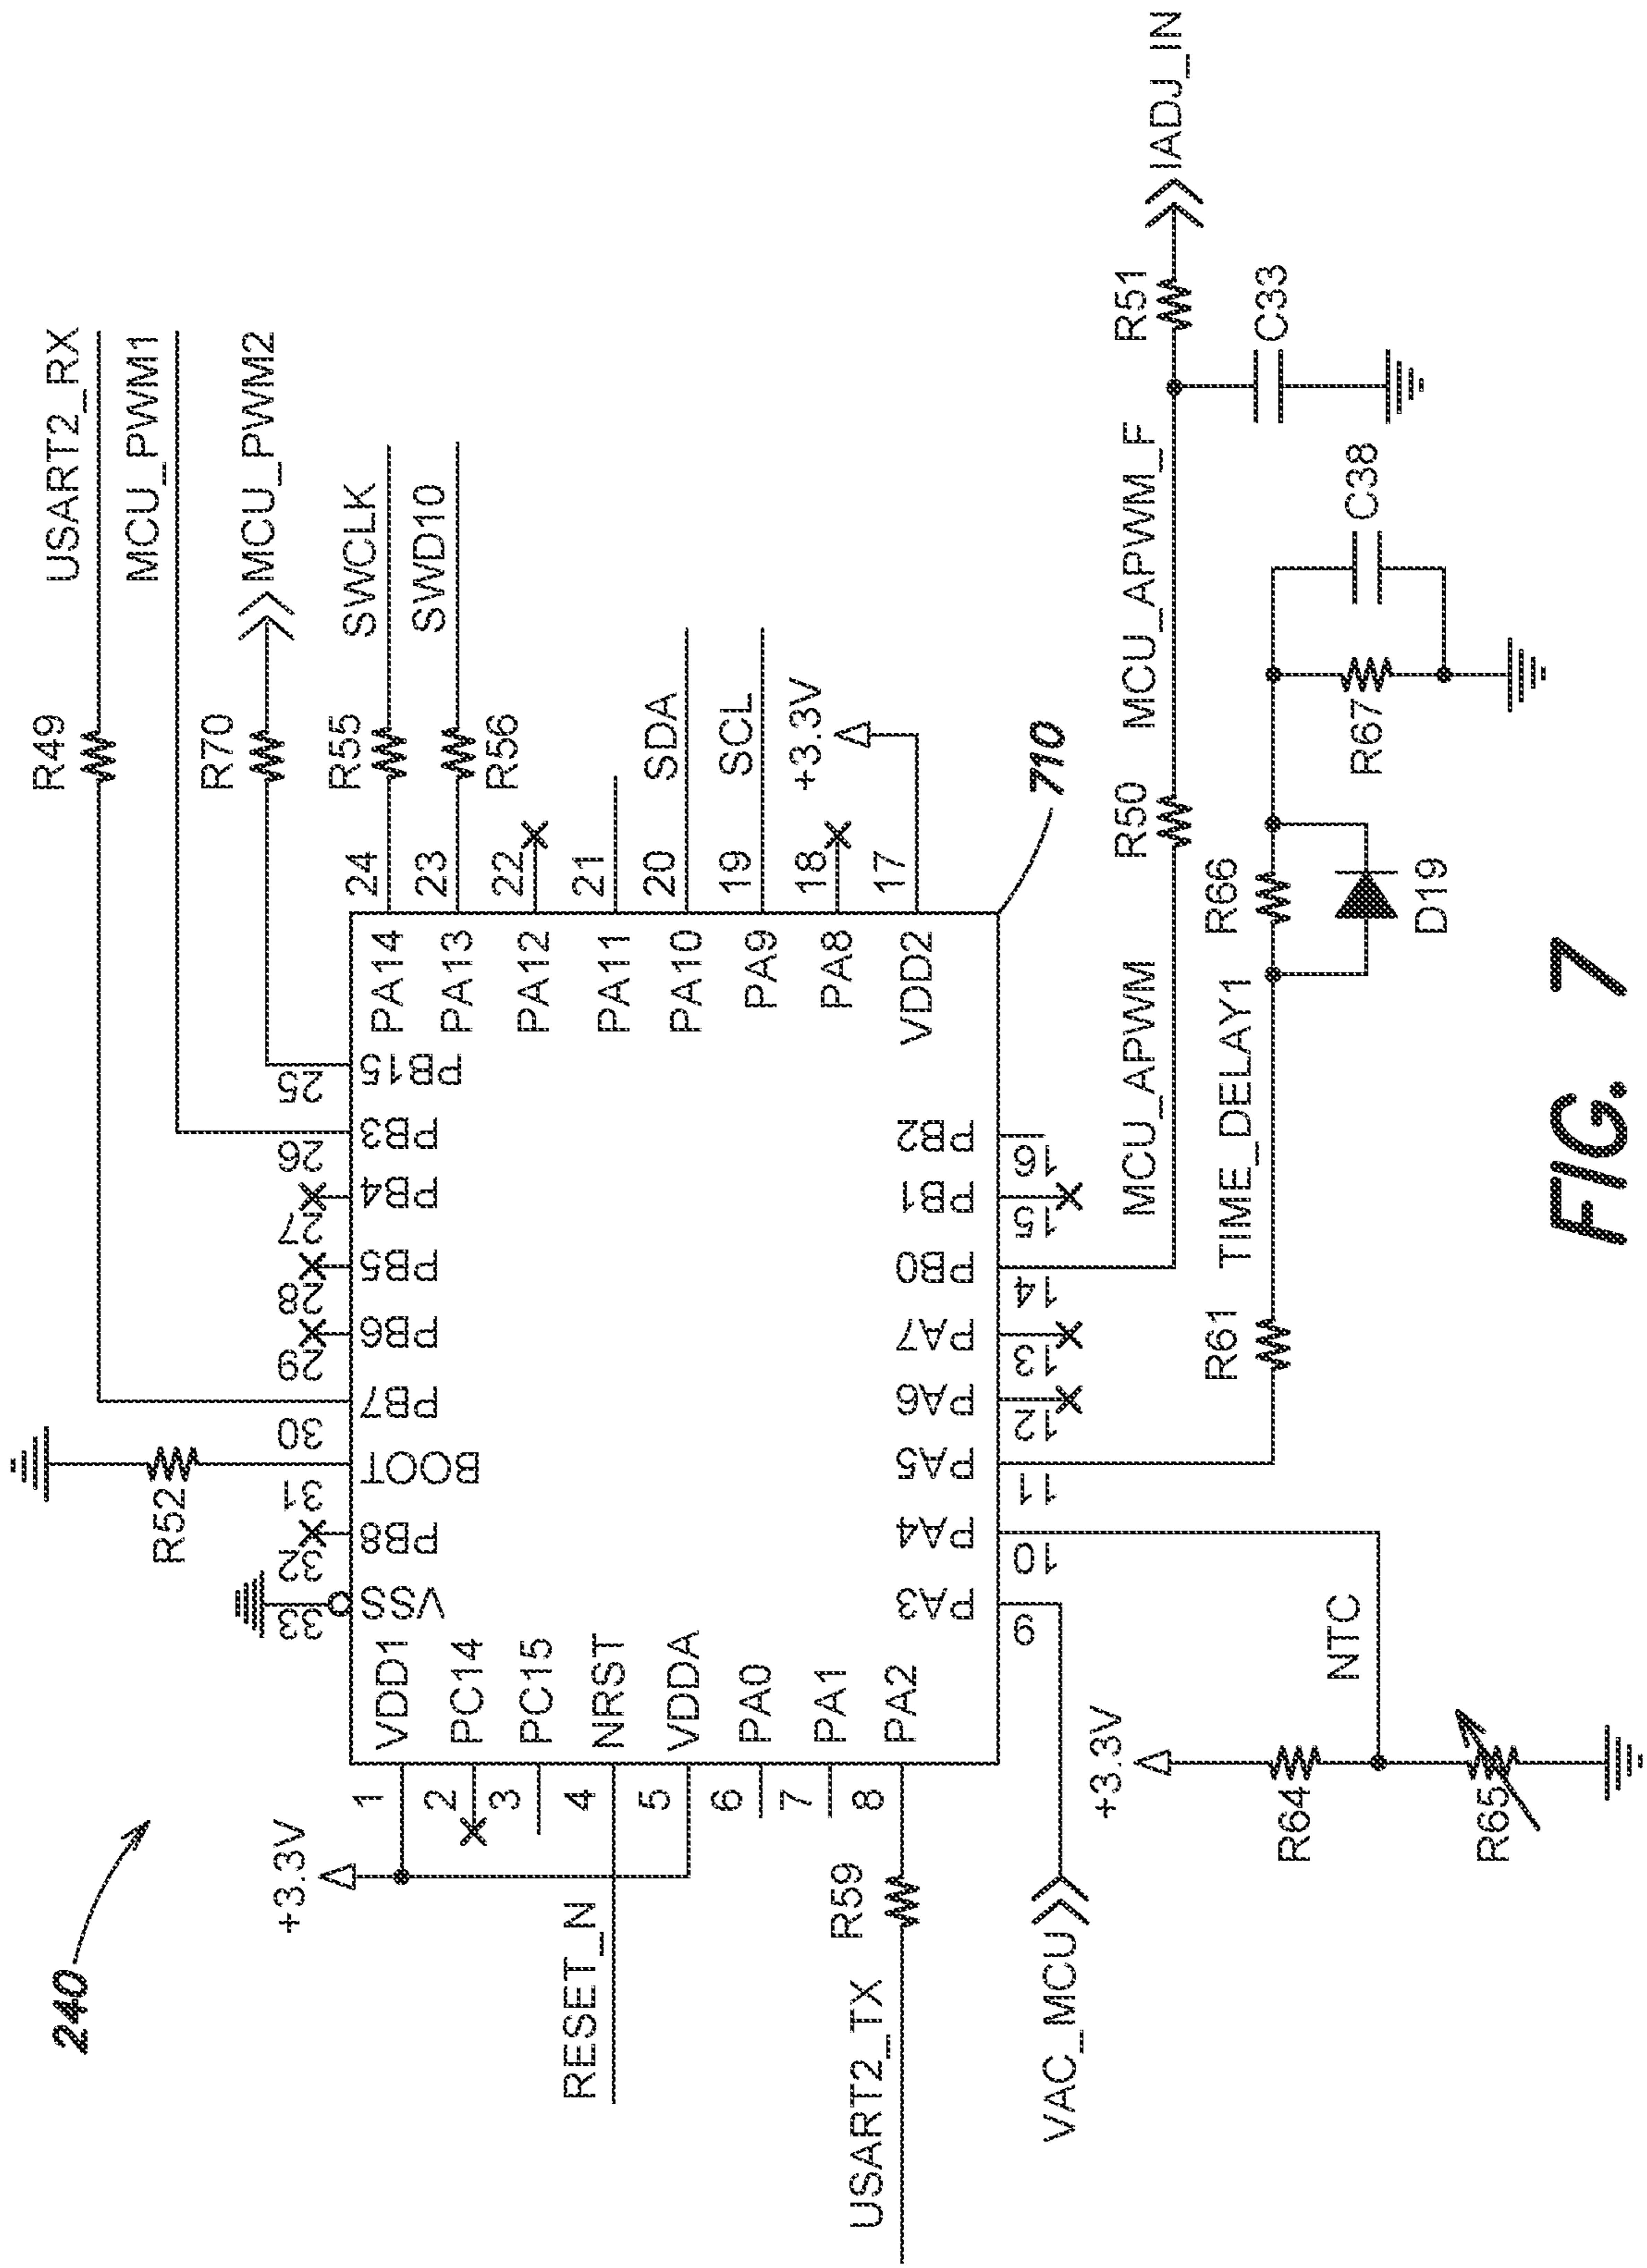 240
+3.3V
RESET_N
USART2_TX
R59
VAC_MCU
1
2
3
4
5
6
7
8
VDD1
PC14
PC15
NRST
VDDA
PA0
PA1
PA2
R52
33
32
31
30
29
28
27
26
25
VSS
PB8
BOOT
PB7
PB6
PB5
PB4
PB3
PB15
R49
USART2_RX
MCU_PWM1
R70
MCU_PWM2
R55
SWCLK
SWD10
R56
24
23
22
21
20
19
18
17
PA14
PA13
PA12
PA11
PA10
PA9
PA8
VDD2
SDA
SCL
+3.3V
710
PA3
PA4
PA5
PA6
PA7
PB0
PB1
PB2
9
10
11
12
13
14
15
16
+3.3V
R64
R65
NTC
MCU_APWM
R50
MCU_APWM_F
R51
IADJ_IN
C33
R61
TIME_DELAY1
R66
D19
R67
C38
FIG. 7